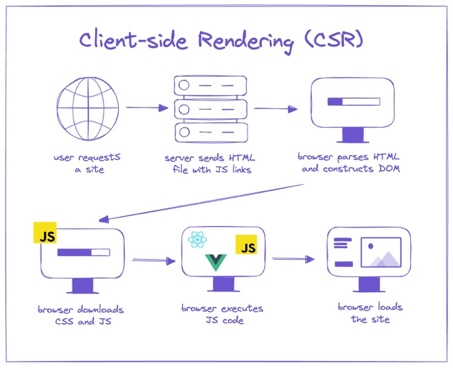 Client-side Rendering (CSR)
user requests
a site
server sends HTML
file with JS links
browser parses HTML
and constructs DOM
JS
browser downloads
CSS and JS
JS
browser executes
JS code
browser loads
the site